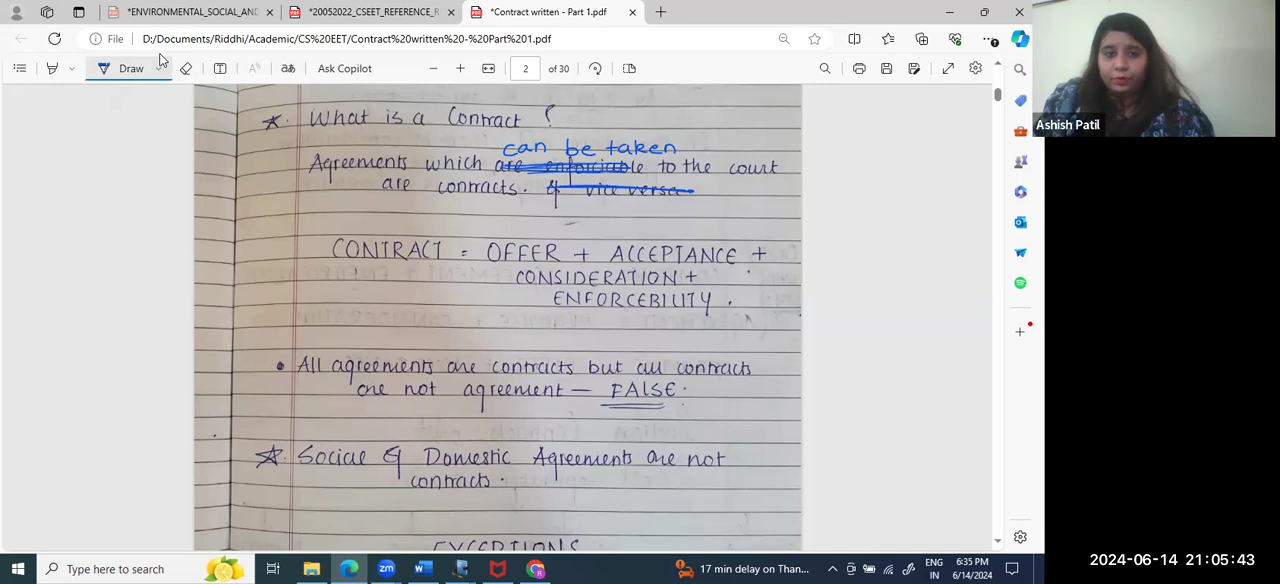 *ENVIRONMENTAL_SOCIAL_AND
*20052022_CSEET_REFERENCE_R
*Contract written - Part 1.pdf
File D:/Documents/Riddhi/Academic/CS%20EET/Contract%20written%20-%20Part%201.pdf
Draw Ask Copilot 2 of 30
Ashish Patil
* What is a Contract ?
can be taken
Agreements which are enforciable to the court
are contracts. & vice versa
CONTRACT = OFFER + ACCEPTANCE +
CONSIDERATION +
ENFORCEBILITY.
• All agreements are contracts but all contracts
are not agreement — FALSE.
* Social & Domestic Agreements are not
contracts.
EXCEPTIONS
Type here to search
17 min delay on Than...
ENG
IN
6:35 PM
6/14/2024
2024-06-14 21:05:43